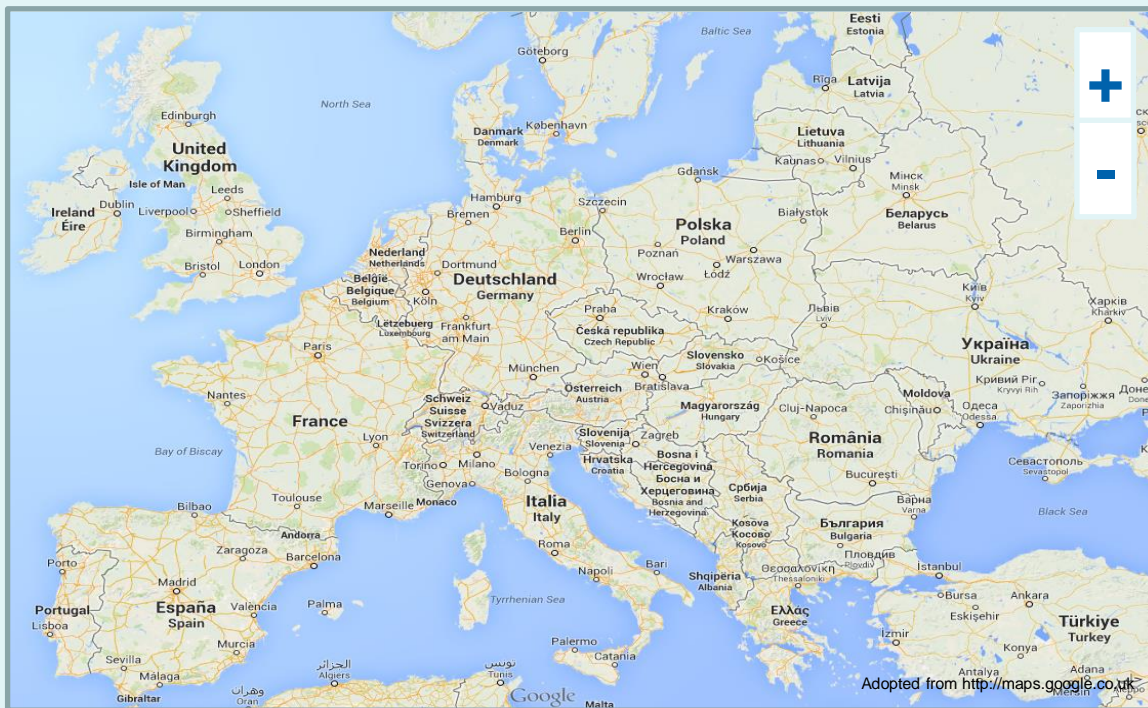 Eesti
Estonia
Baltic Sea
Göteborg
Rīga
Latvija
Latvia
+
North Sea
Edinburgh
Danmark
Denmark
København
Lietuva
Lithuania
Kaunas
Vilnius
United
Kingdom
Isle of Man
Gdańsk
Мінск
Minsk
-
Ireland
Éire
Dublin
Leeds
Liverpool
Sheffield
Hamburg
Bremen
Szczecin
Białystok
Беларусь
Belarus
Birmingham
Berlin
Polska
Poland
Poznań
Warszawa
Bristol
London
Nederland
Netherlands
Dortmund
Deutschland
Germany
Łódź
Wrocław
België
Belgique
Belgium
Köln
Київ
Kyiv
Харків
Kharkiv
Lëtzebuerg
Luxembourg
Frankfurt
am Main
Praha
Česká republika
Czech Republic
Kraków
Львів
Lviv
Україна
Ukraine
Paris
München
Wien
Slovensko
Slovakia
Košice
Bratislava
Кривий Ріг
Kryvyi Rih
Запоріжжя
Zaporizhia
Nantes
Schweiz
Suisse
Svizzera
Switzerland
Vaduz
Österreich
Austria
Magyarország
Hungary
Cluj-Napoca
Moldova
Chișinău
Одеса
Odessa
France
Lyon
Slovenija
Slovenia
Zagreb
România
Romania
Bay of Biscay
Torino
Milano
Venezia
Hrvatska
Croatia
Bosna i
Hercegovina
Босна и
Херцеговина
Bosnia and
Herzegovina
Севастополь
Sevastopol
București
Genova
Bologna
Србија
Serbia
Toulouse
Marseille
Monaco
Italia
Italy
Варна
Varna
Black Sea
Bilbao
Andorra
Kosova
Косово
Kosovo
България
Bulgaria
Porto
Zaragoza
Barcelona
Roma
Bari
Пловдив
Plovdiv
İstanbul
Madrid
Napoli
Shqipëria
Albania
Θεσσαλονίκη
Thessaloniki
Bursa
Ankara
Portugal
Lisboa
España
Spain
València
Palma
Tyrrhenian Sea
Ελλάς
Greece
Eskişehir
Türkiye
Turkey
Murcia
Palermo
İzmir
Konya
Sevilla
Málaga
Catania
Antalya
Adana
Gibraltar
وهران
Oran
الجزائر
Algiers
تونس
Tunis
Google
Malta
Adopted from http://maps.google.co.uk